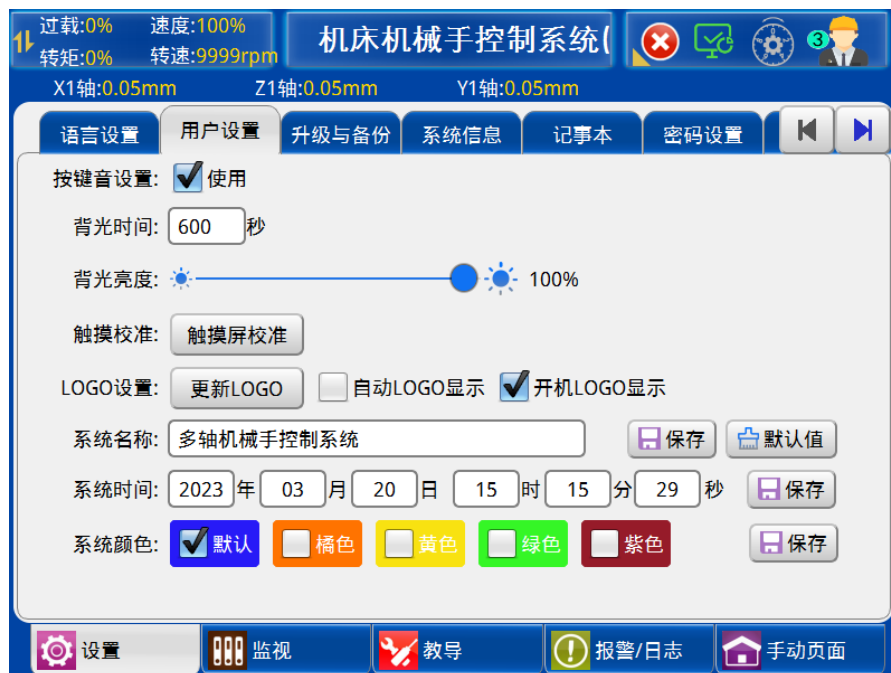 过载:0% 速度:100%
转矩:0% 转速:9999rpm
机床机械手控制系统(
3
X1轴:0.05mm Z1轴:0.05mm Y1轴:0.05mm
语言设置 用户设置 升级与备份 系统信息 记事本 密码设置
按键音设置: 使用
背光时间: 600 秒
背光亮度: 100%
触摸校准: 触摸屏校准
LOGO设置: 更新LOGO 自动LOGO显示 开机LOGO显示
系统名称: 多轴机械手控制系统 保存 默认值
系统时间: 2023 年 03 月 20 日 15 时 15 分 29 秒 保存
系统颜色: 默认 橘色 黄色 绿色 紫色 保存
设置 监视 教导 报警/日志 手动页面